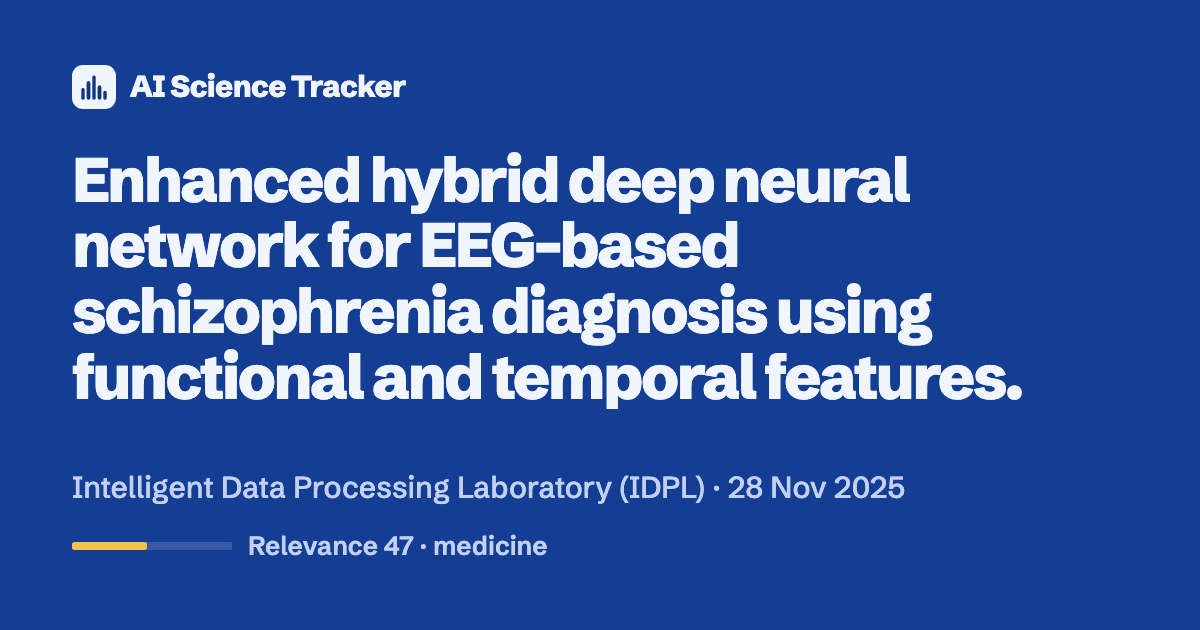 AI Science Tracker
Enhanced hybrid deep neural
network for EEG-based
schizophrenia diagnosis using
functional and temporal features.
Intelligent Data Processing Laboratory (IDPL) · 28 Nov 2025
Relevance 47 · medicine